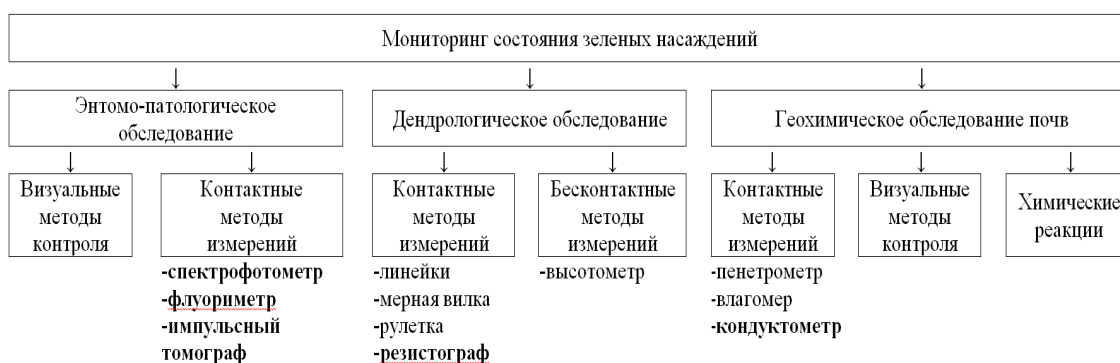 Мониторинг состояния зеленых насаждений
↓
↓
↓
Энтомо-патологическое
обследование
Дендрологическое обследование
Геохимическое обследование почв
↓
↓
↓
↓
↓
↓
↓
Визуальные
методы
контроля
Контактные
методы
измерений
-спектрофотометр
-флуориметр
-импульсный
томограф
Контактные
методы
измерений
-линейки
-мерная вилка
-рулетка
-резистограф
Бесконтактные
методы
измерений
-высотометр
Контактные
методы
измерений
-пенетрометр
-влагомер
-кондуктометр
Визуальные
методы
контроля
Химические
реакции